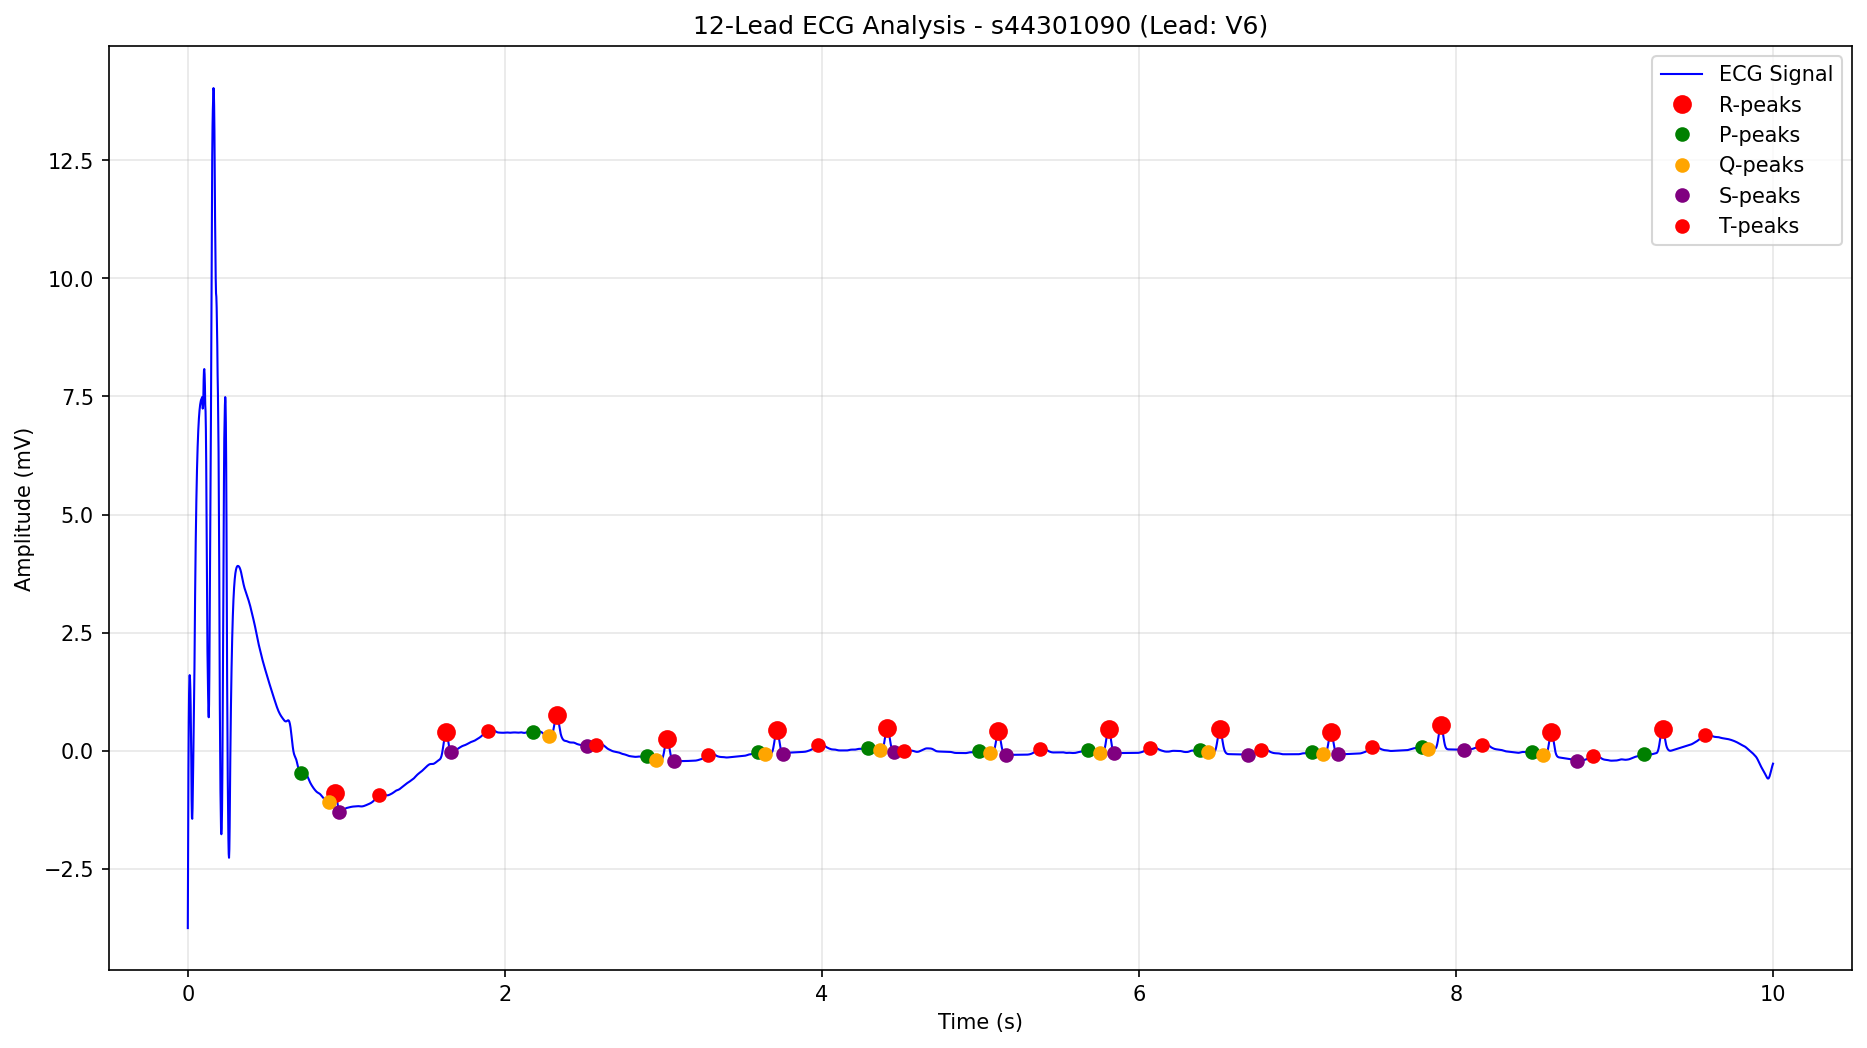 12-Lead ECG Analysis - s44301090 (Lead: V6)
ECG Signal
R-peaks
P-peaks
Q-peaks
S-peaks
T-peaks
Amplitude (mV)
12.5
10.0
7.5
5.0
2.5
0.0
−2.5
0 2 4 6 8 10
Time (s)